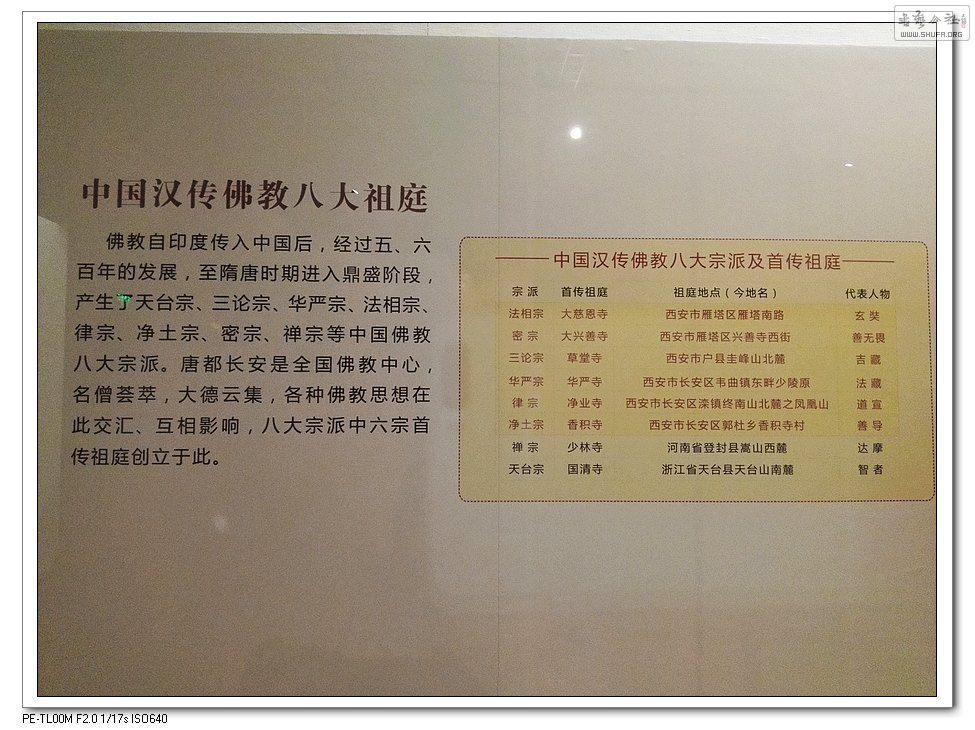 书法公社
WWW.SHUFA.ORG
中国汉传佛教八大祖庭
佛教自印度传入中国后，经过五、六
百年的发展，至隋唐时期进入鼎盛阶段，
产生了天台宗、三论宗、华严宗、法相宗、
律宗、净土宗、密宗、禅宗等中国佛教
八大宗派。唐都长安是全国佛教中心，
名僧荟萃，大德云集，各种佛教思想在
此交汇、互相影响，八大宗派中六宗首
传祖庭创立于此。
中国汉传佛教八大宗派及首传祖庭
宗派 首传祖庭 祖庭地点（今地名） 代表人物
法相宗 大慈恩寺 西安市雁塔区雁塔南路 玄奘
密宗 大兴善寺 西安市雁塔区兴善寺西街 善无畏
三论宗 草堂寺 西安市户县圭峰山北麓 吉藏
华严宗 华严寺 西安市长安区韦曲镇东畔少陵原 法藏
律宗 净业寺 西安市长安区滦镇终南山北麓之凤凰山 道宣
净土宗 香积寺 西安市长安区郭杜乡香积寺村 善导
禅宗 少林寺 河南省登封县嵩山西麓 达摩
天台宗 国清寺 浙江省天台县天台山南麓 智者
PE-TL00M F2.0 1/17s ISO640